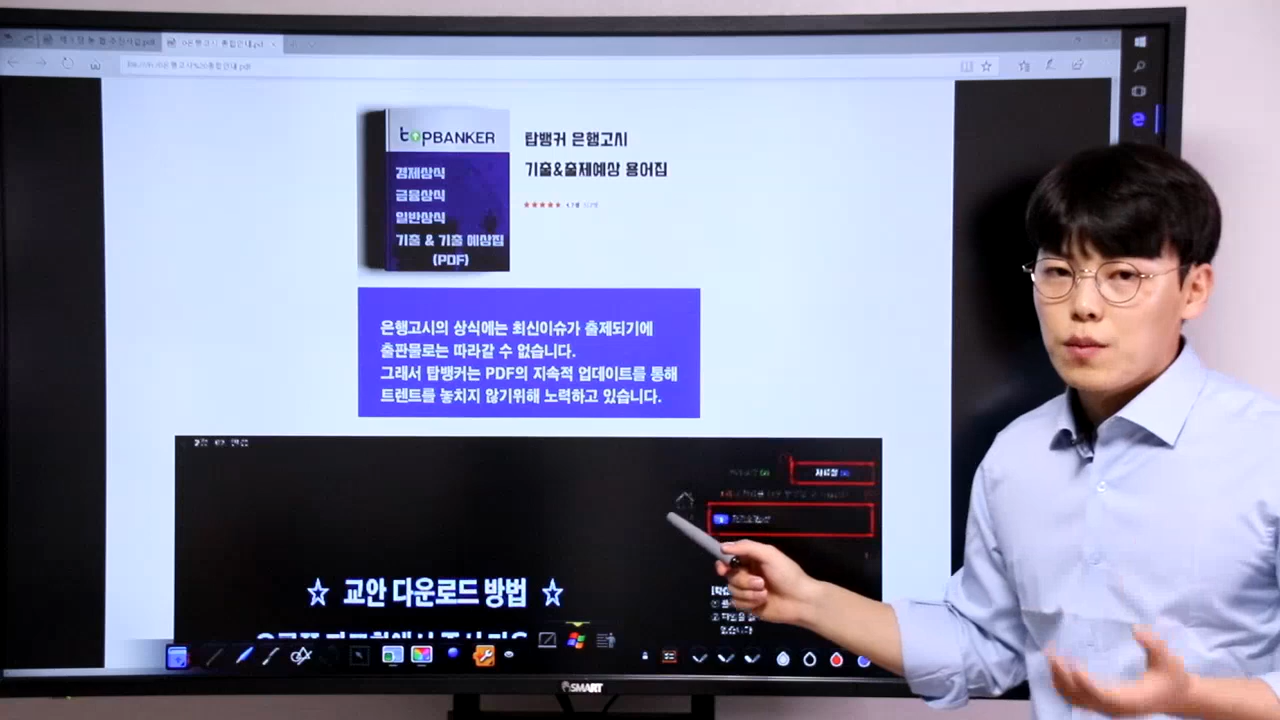 topBANKER
경제상식
금융상식
일반상식
기출 & 기출 예상집
(PDF)
탑뱅커 은행고시
기출&출제예상 용어집
은행고시의 상식에는 최신이슈가 출제되기에
출판물로는 따라갈 수 없습니다.
그래서 탑뱅커는 PDF의 지속적 업데이트를 통해
트렌트를 놓치지 않기위해 노력하고 있습니다.
자료실
☆ 교안 다운로드 방법 ☆
SMART